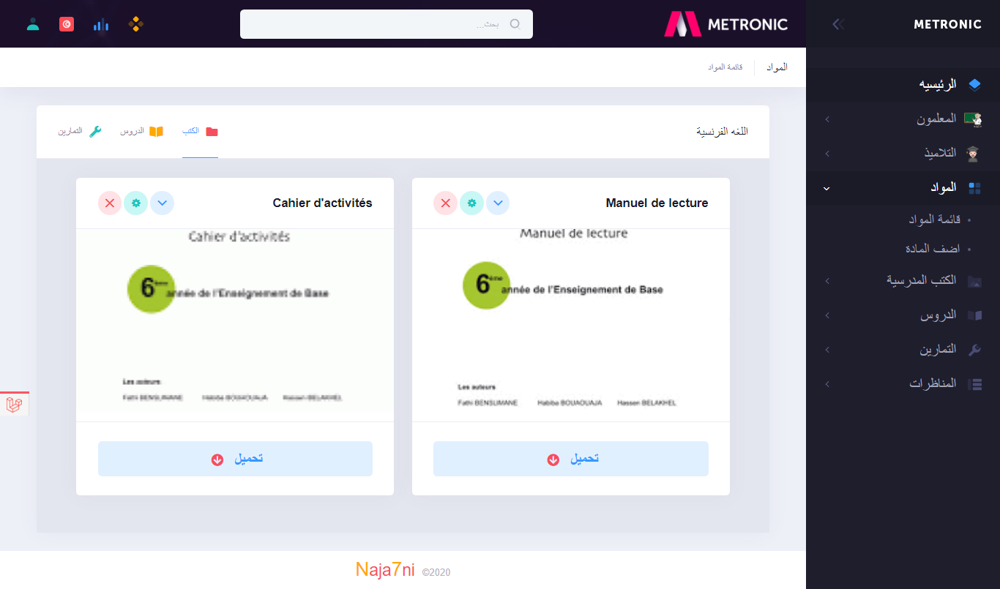 METRONIC
بحث...
METRONIC
المواد
قائمة المواد
الرئيسيه
المعلمون
التلاميذ
المواد
قائمة المواد
اضف المادة
الكتب المدرسية
الدروس
التمارين
المناظرات
اللغه الفرنسية
الكتب
الدروس
التمارين
Manuel de lecture
Manuel de lecture
6ème année de l'Enseignement de Base
Les auteurs
Fathi BENSLIMANE Habiba BOUAOUAJA Hassen BELAKHEL
تحميل
Cahier d'activités
Cahier d'activités
6ème année de l'Enseignement de Base
Les auteurs
Fathi BENSLIMANE Habiba BOUAOUAJA Hassen BELAKHEL
تحميل
Naja7ni ©2020